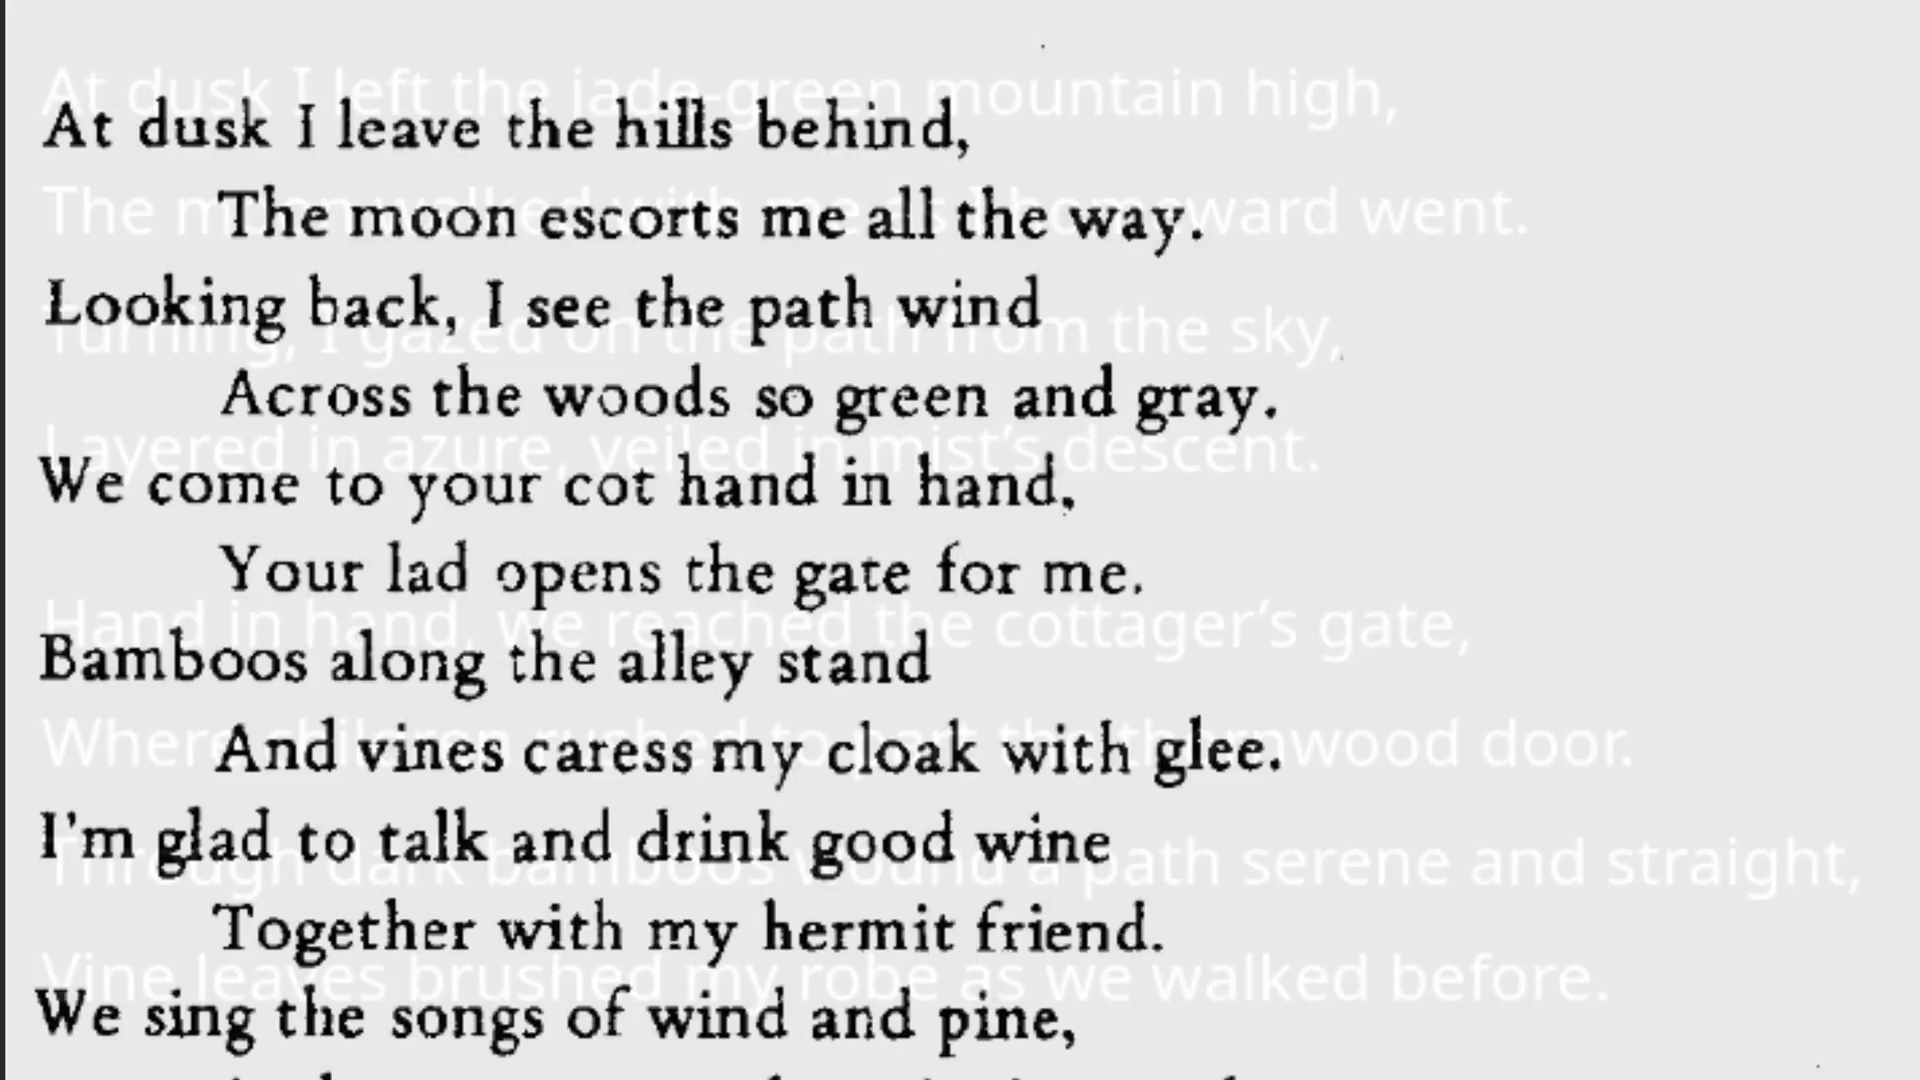 At dusk I left the jade-green mountain high,
At dusk I leave the hills behind,
The moon walked with me as I homeward went.
The moon escorts me all the way.
Looking back, I see the path wind
Turning, I gazed on the path from the sky,
Across the woods so green and gray.
Layered in azure, veiled in mist’s descent.
We come to your cot hand in hand,
Your lad opens the gate for me.
Hand in hand, we reached the cottager’s gate,
Bamboos along the alley stand
Where children rushed to the thornwood door.
And vines caress my cloak with glee.
I'm glad to talk and drink good wine
Through dark bamboos wound a path serene and straight,
Together with my hermit friend.
Vine leaves brushed my robe as we walked before.
We sing the songs of wind and pine,